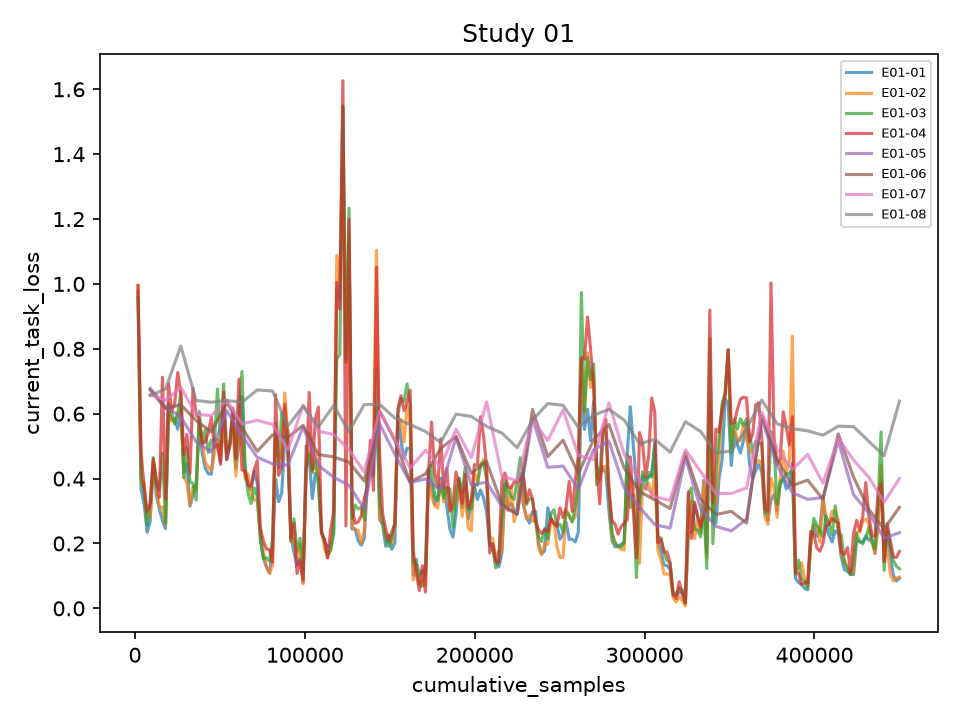 Study 01
1.6
1.4
1.2
1.0
0.8
0.6
0.4
0.2
0.0
current_task_loss
0
100000
200000
300000
400000
cumulative_samples
E01-01
E01-02
E01-03
E01-04
E01-05
E01-06
E01-07
E01-08